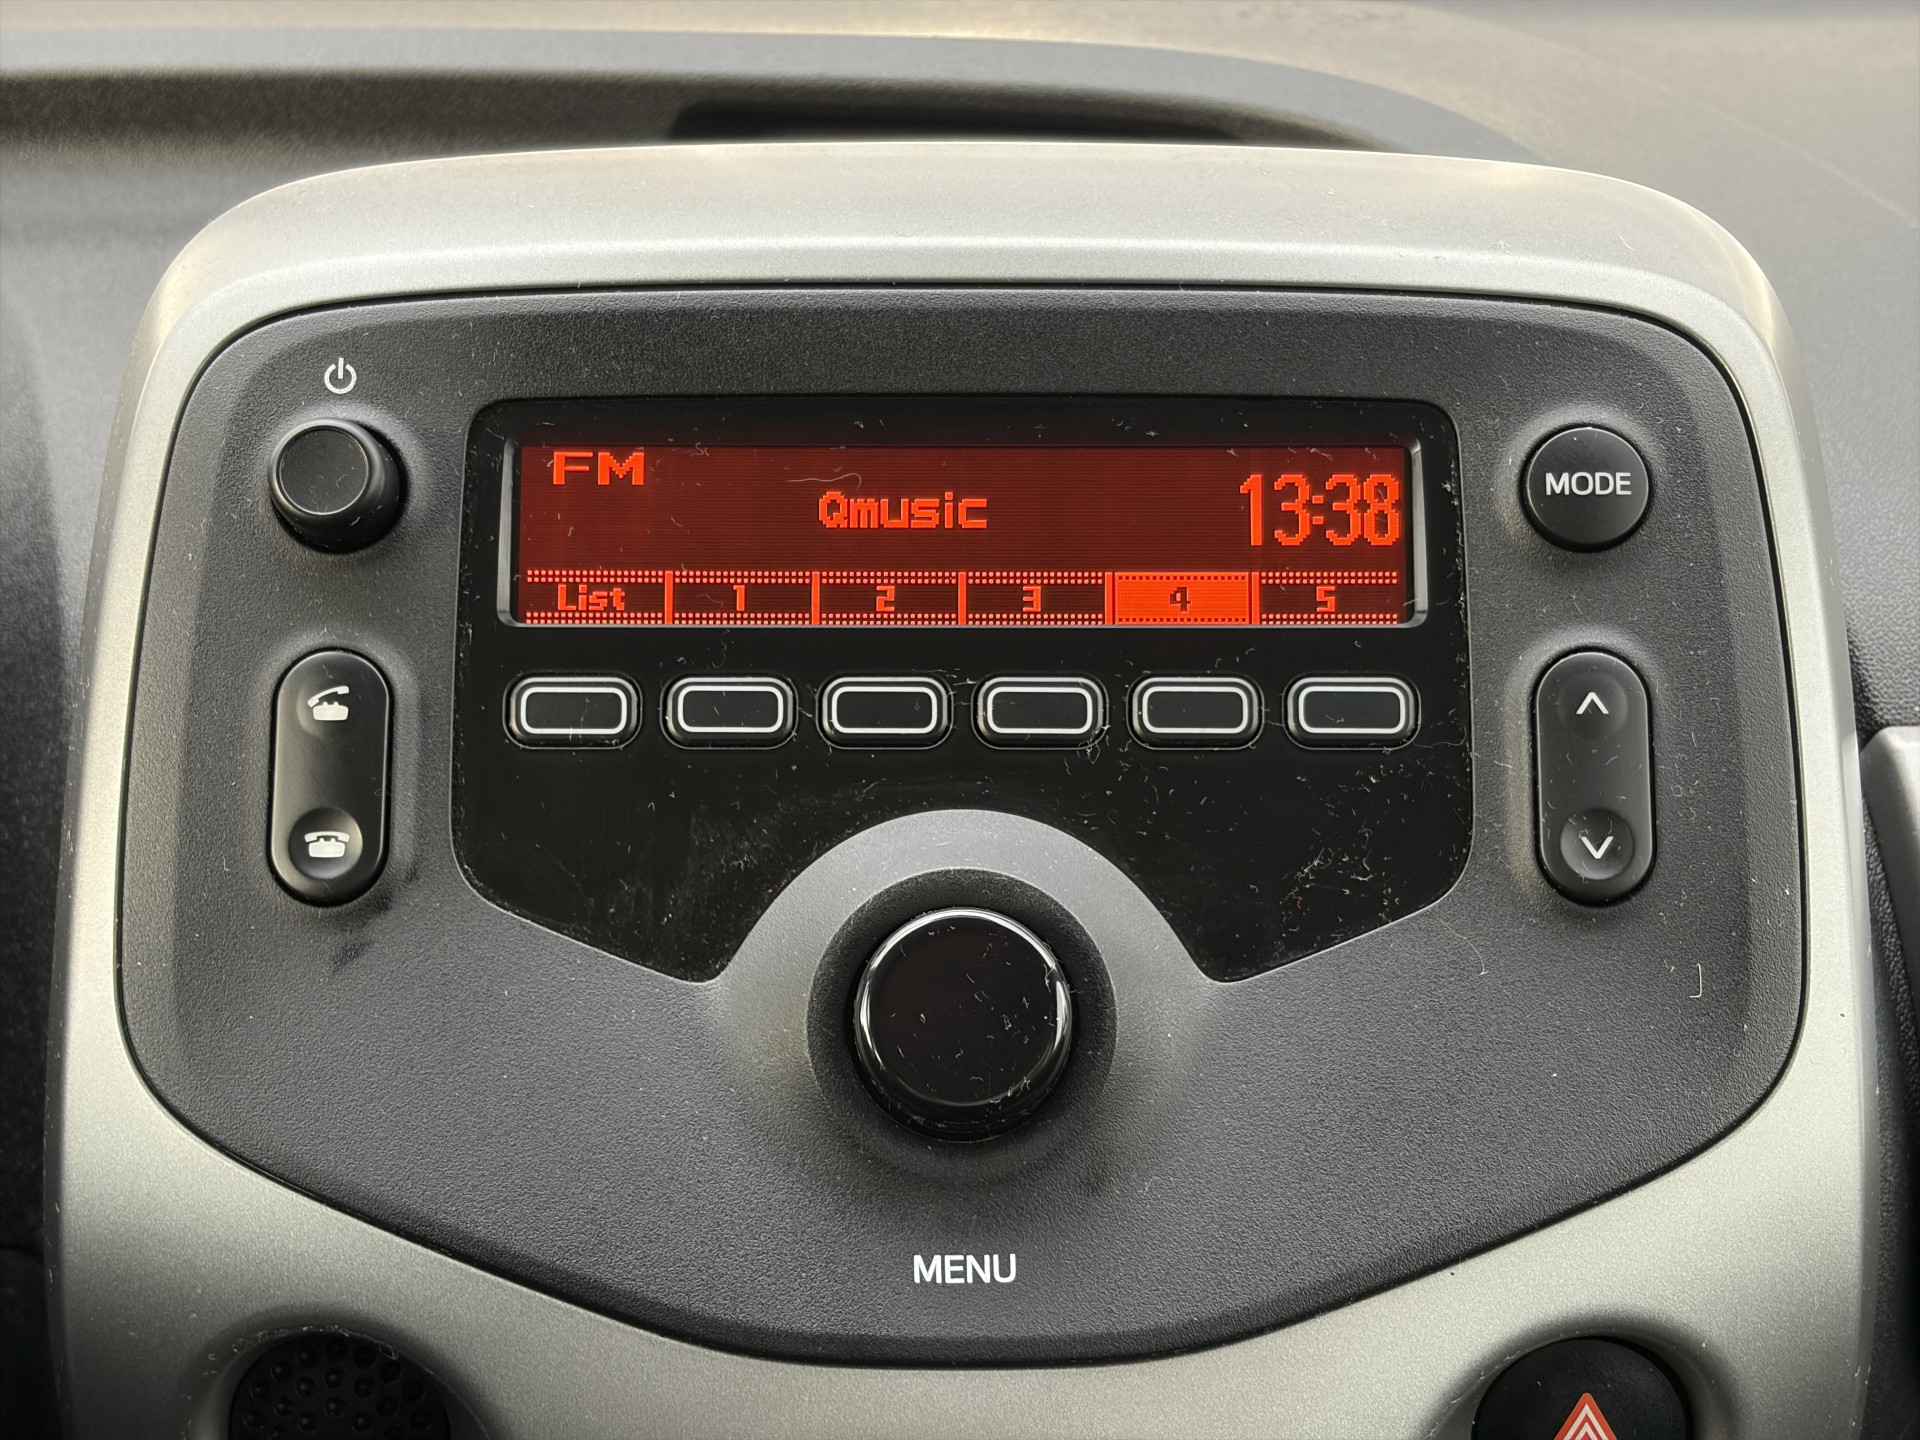 FM
Qmusic
13:38
List 1 2 3 4 5
MODE
MENU